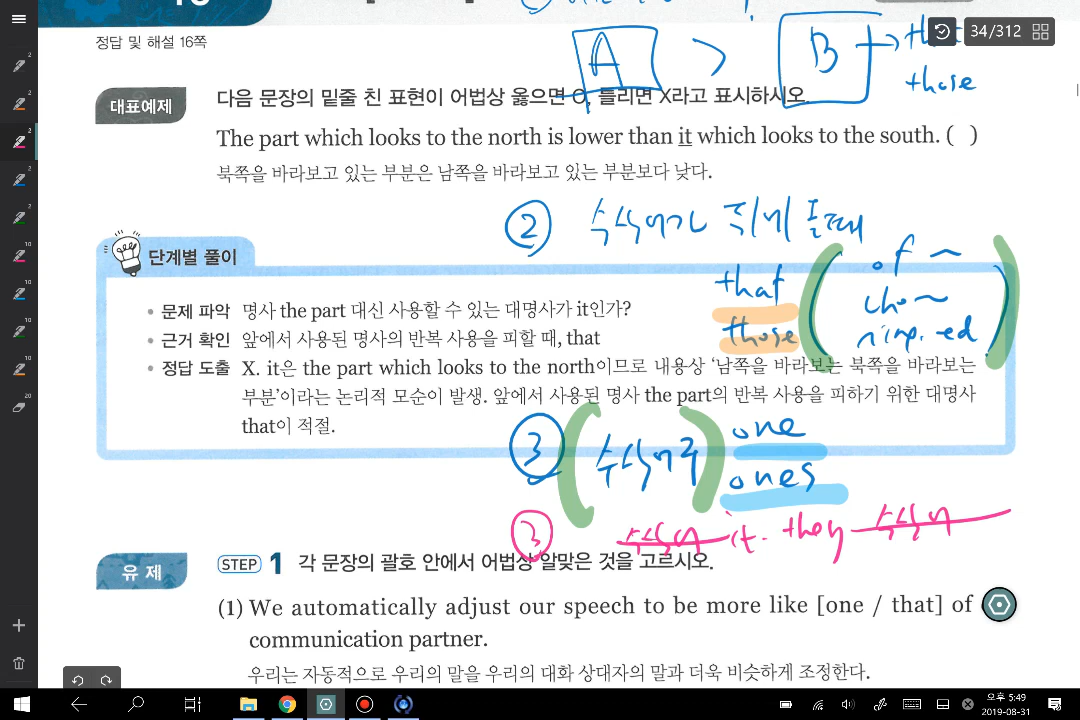 34/312
정답 및 해설 16쪽
A > B → that
those
대표예제 다음 문장의 밑줄 친 표현이 어법상 옳으면 O, 틀리면 X라고 표시하시오.
The part which looks to the north is lower than it which looks to the south. ( )
북쪽을 바라보고 있는 부분은 남쪽을 바라보고 있는 부분보다 낮다.
② 수식어가 뒤에 올때
단계별 풀이
that
those
of ~
who ~
ring. ed
• 문제 파악 명사 the part 대신 사용할 수 있는 대명사가 it인가?
• 근거 확인 앞에서 사용된 명사의 반복 사용을 피할 때, that
• 정답 도출 X. it은 the part which looks to the north이므로 내용상 '남쪽을 바라보는 북쪽을 바라보는
부분'이라는 논리적 모순이 발생. 앞에서 사용된 명사 the part의 반복 사용을 피하기 위한 대명사
that이 적절.
③ (수식어구) one
ones
③ 수식어 it. they 수식어
유제 STEP 1 각 문장의 괄호 안에서 어법상 알맞은 것을 고르시오.
(1) We automatically adjust our speech to be more like [one / that] of
communication partner.
우리는 자동적으로 우리의 말을 우리의 대화 상대자의 말과 더욱 비슷하게 조정한다.
오후 5:49
2019-08-31